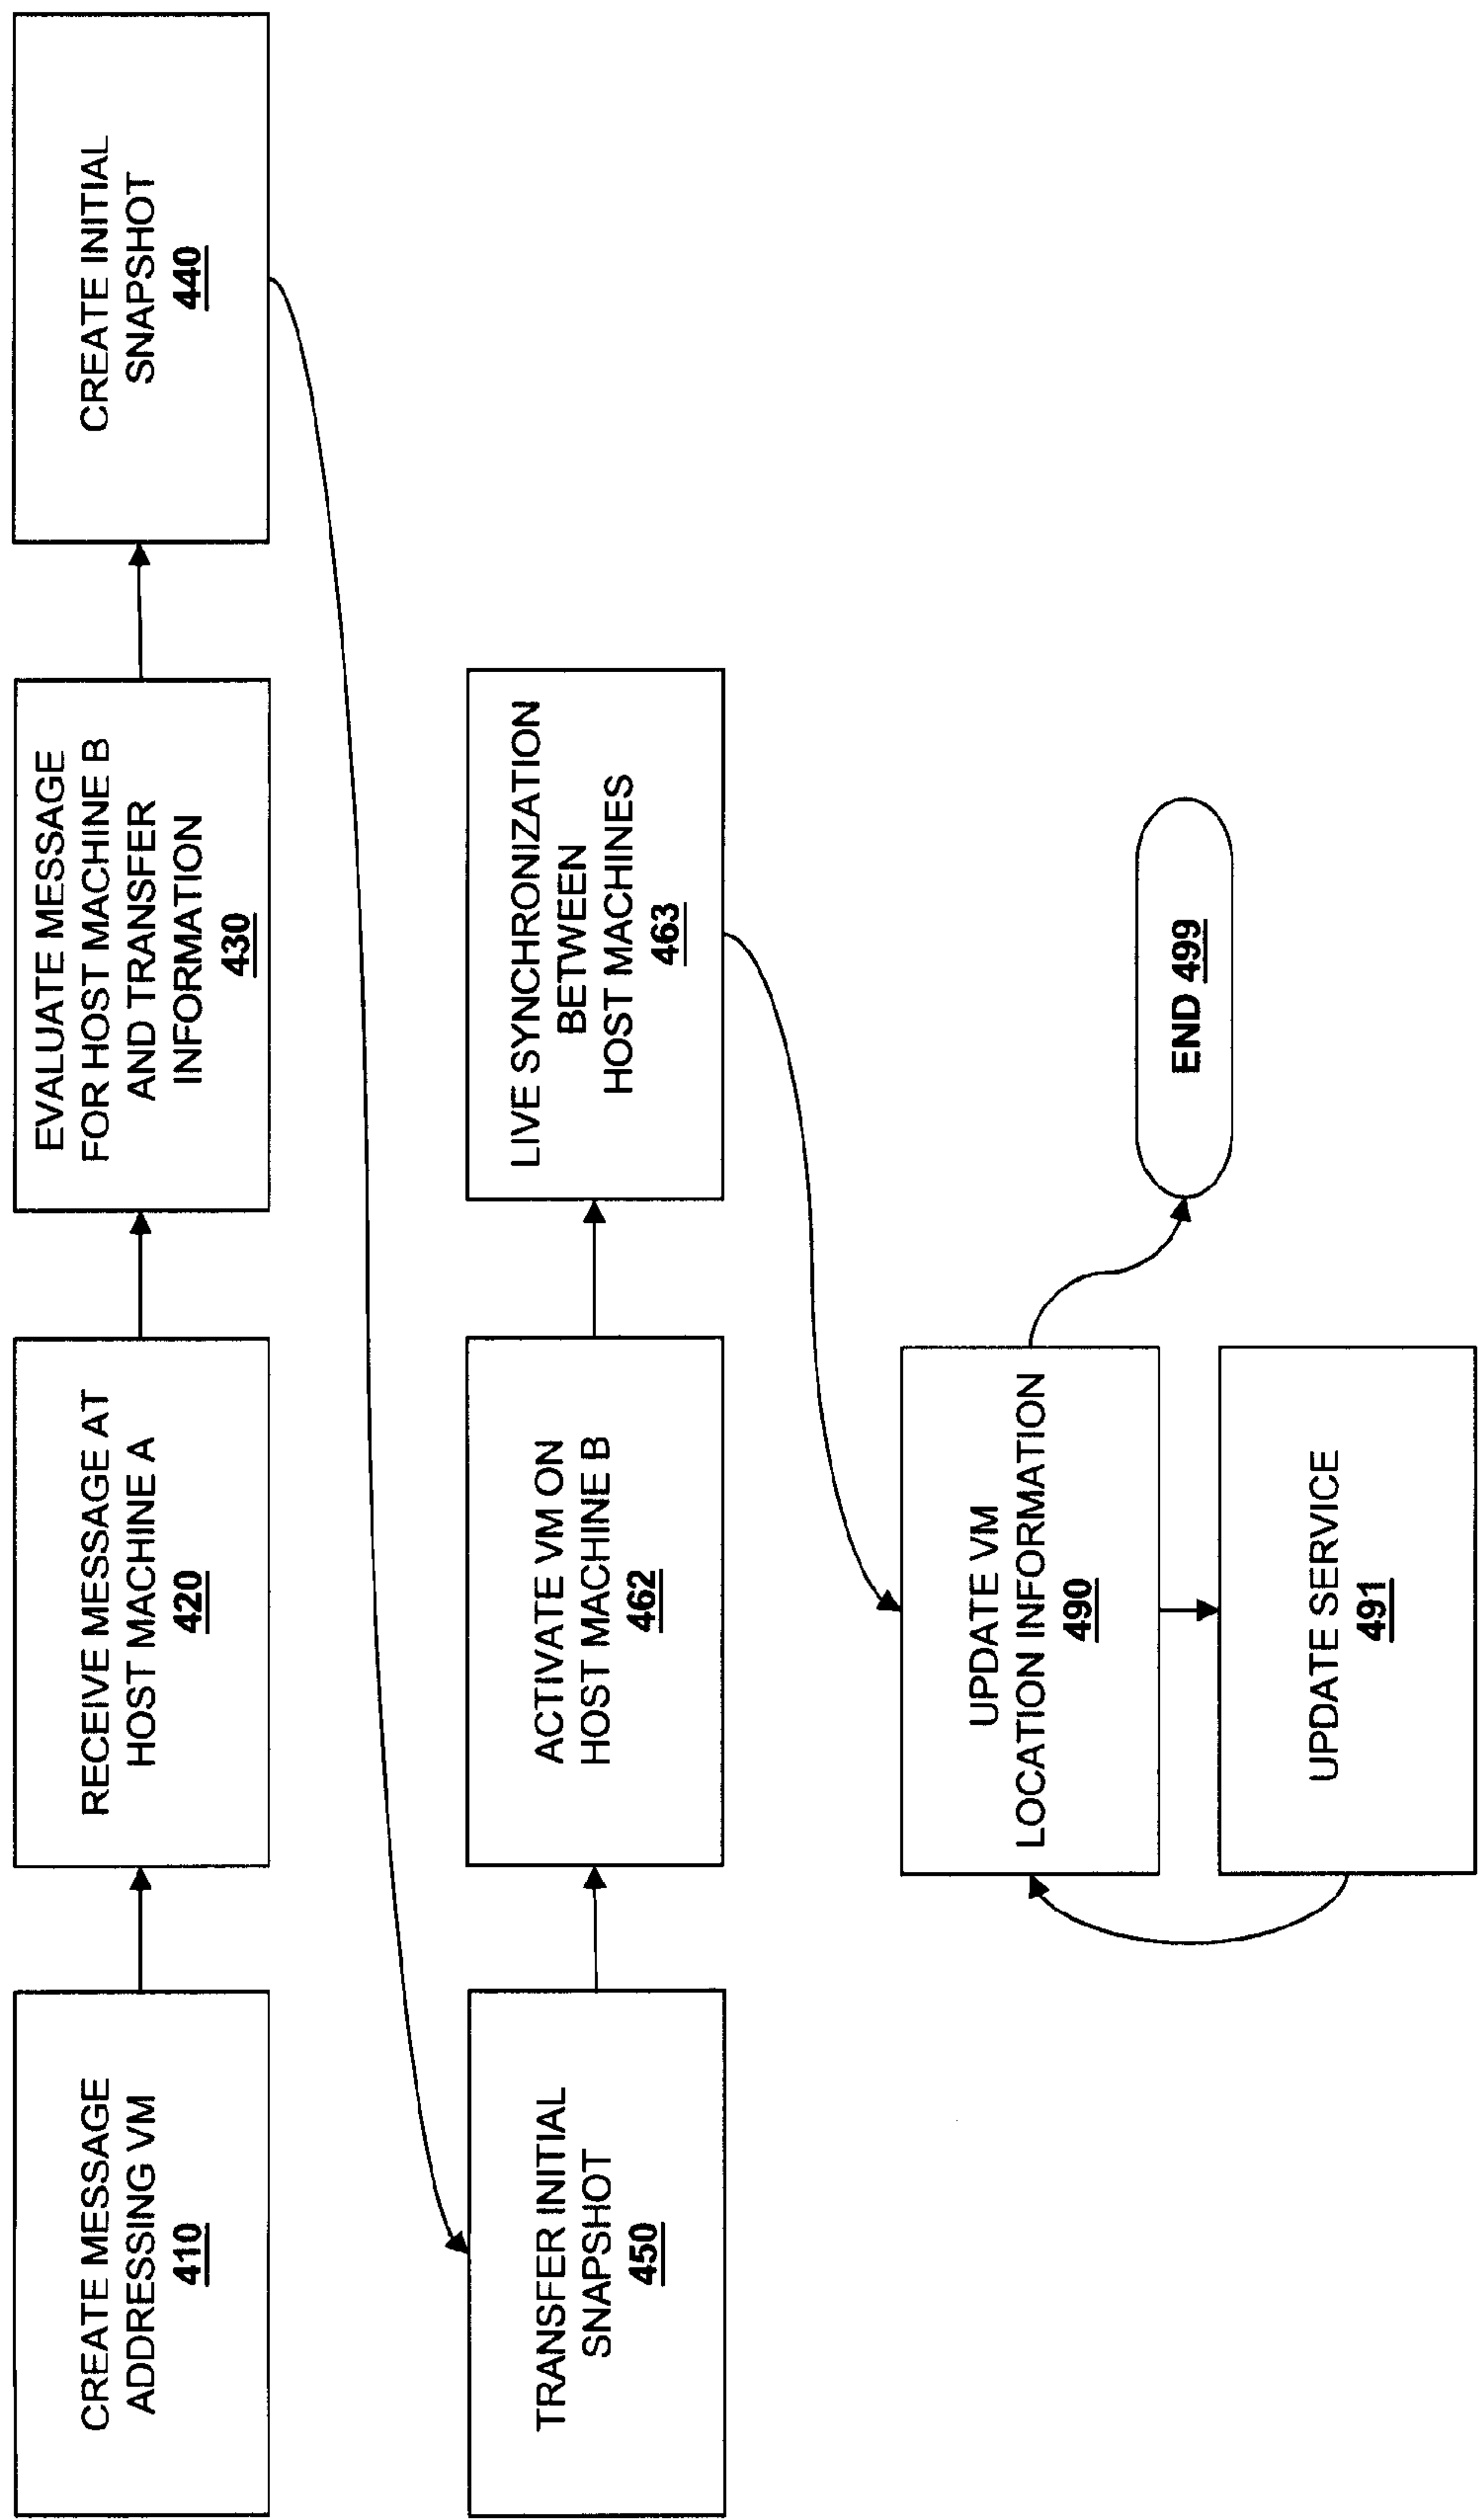 CREATE MESSAGE
ADDRESSING VM
410
RECEIVE MESSAGE AT
HOST MACHINE A
420
EVALUATE MESSAGE
FOR HOST MACHINE B
AND TRANSFER
INFORMATION
430
CREATE INITIAL
SNAPSHOT
440
TRANSFER INITIAL
SNAPSHOT
450
ACTIVATE VM ON
HOST MACHINE B
462
LIVE SYNCHRONIZATION
BETWEEN
HOST MACHINES
463
UPDATE VM
LOCATION INFORMATION
490
UPDATE SERVICE
491
END 499